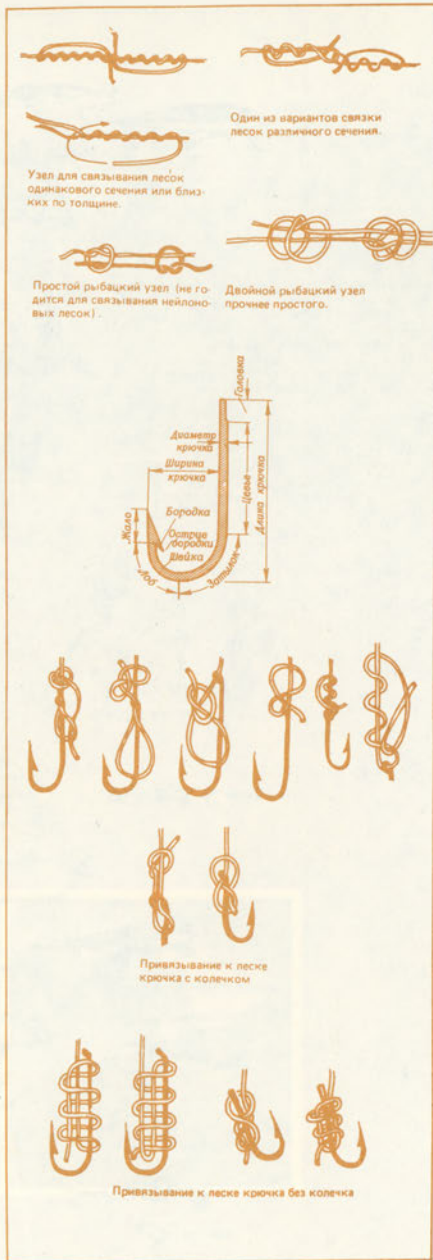 Один из вариантов связки
лесок различного сечения.
Узел для связывания лесок
одинакового сечения или близ-
ких по толщине.
Простой рыбацкий узел (не го-
дится для связывания нейлоно-
вых лесок).
Двойной рыбацкий узел
прочнее простого.
Головка
Диаметр
крючка
Ширина
крючка
Цевье
Длина крючка
Жало
Бородка
Острие
бородки
Шейка
Лоб
Затылок
Привязывание к леске
крючка с колечком
Привязывание к леске крючка без колечка